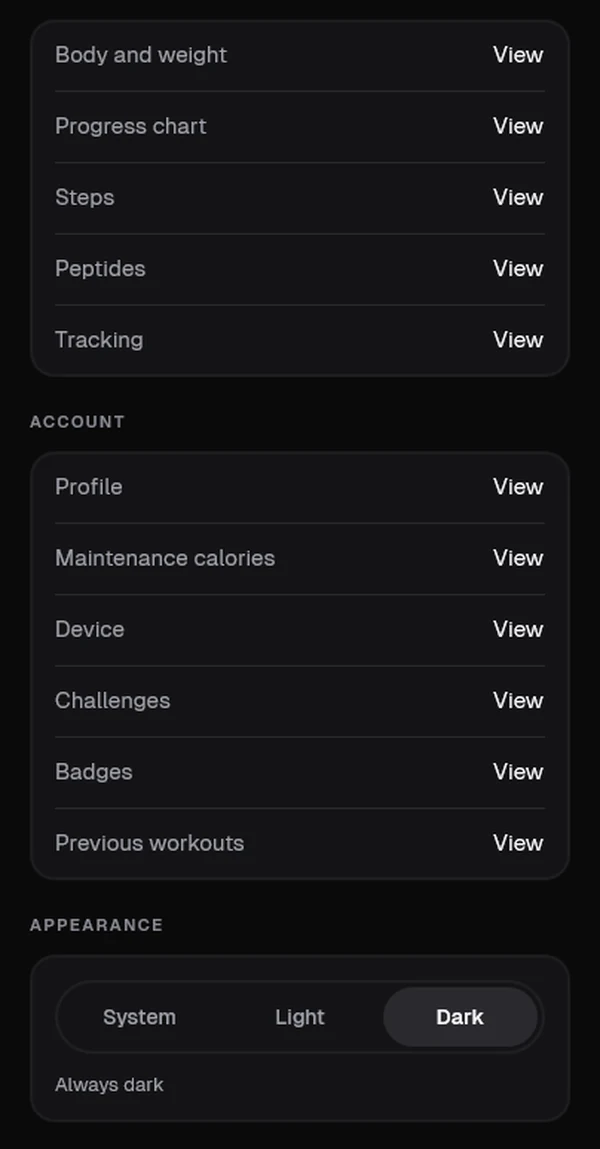 Body and weight View
Progress chart View
Steps View
Peptides View
Tracking View
ACCOUNT
Profile View
Maintenance calories View
Device View
Challenges View
Badges View
Previous workouts View
APPEARANCE
System Light Dark
Always dark